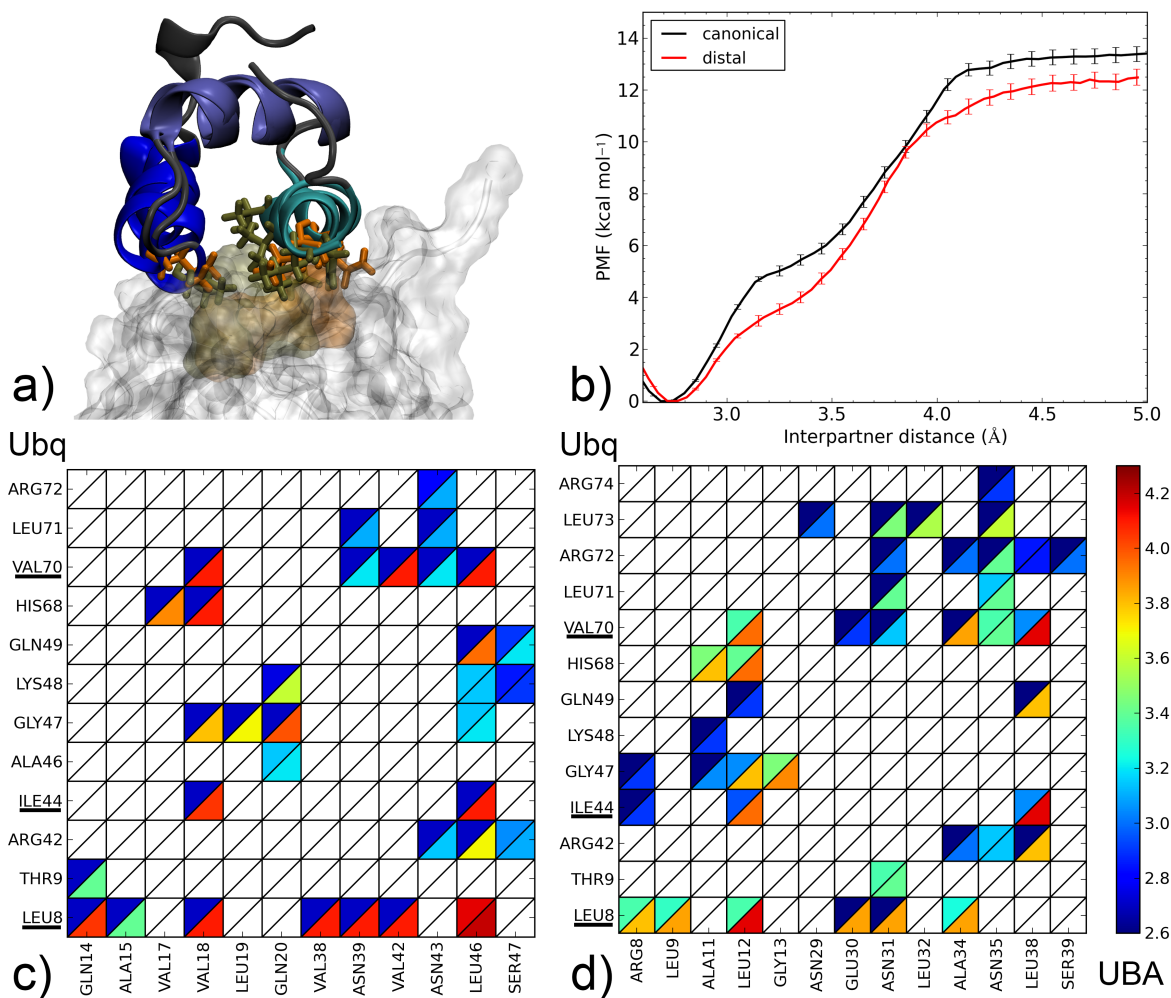 a)
canonical
distal
14
12
10
8
6
4
2
0
PMF (kcal mol⁻¹)
3.0 3.5 4.0 4.5 5.0
Interpartner distance (Å)
b)
Ubq
ARG72
LEU71
VAL70
HIS68
GLN49
LYS48
GLY47
ALA46
ILE44
ARG42
THR9
LEU8
GLN14 ALA15 VAL17 VAL18 LEU19 GLN20 VAL38 ASN39 VAL42 ASN43 LEU46 SER47
c)
Ubq
ARG74
LEU73
ARG72
LEU71
VAL70
HIS68
GLN49
LYS48
GLY47
ILE44
ARG42
THR9
LEU8
ARG8 LEU9 ALA11 LEU12 GLY13 ASN29 GLU30 ASN31 LEU32 ALA34 ASN35 LEU38 SER39
d)
4.2
4.0
3.8
3.6
3.4
3.2
3.0
2.8
2.6
UBA